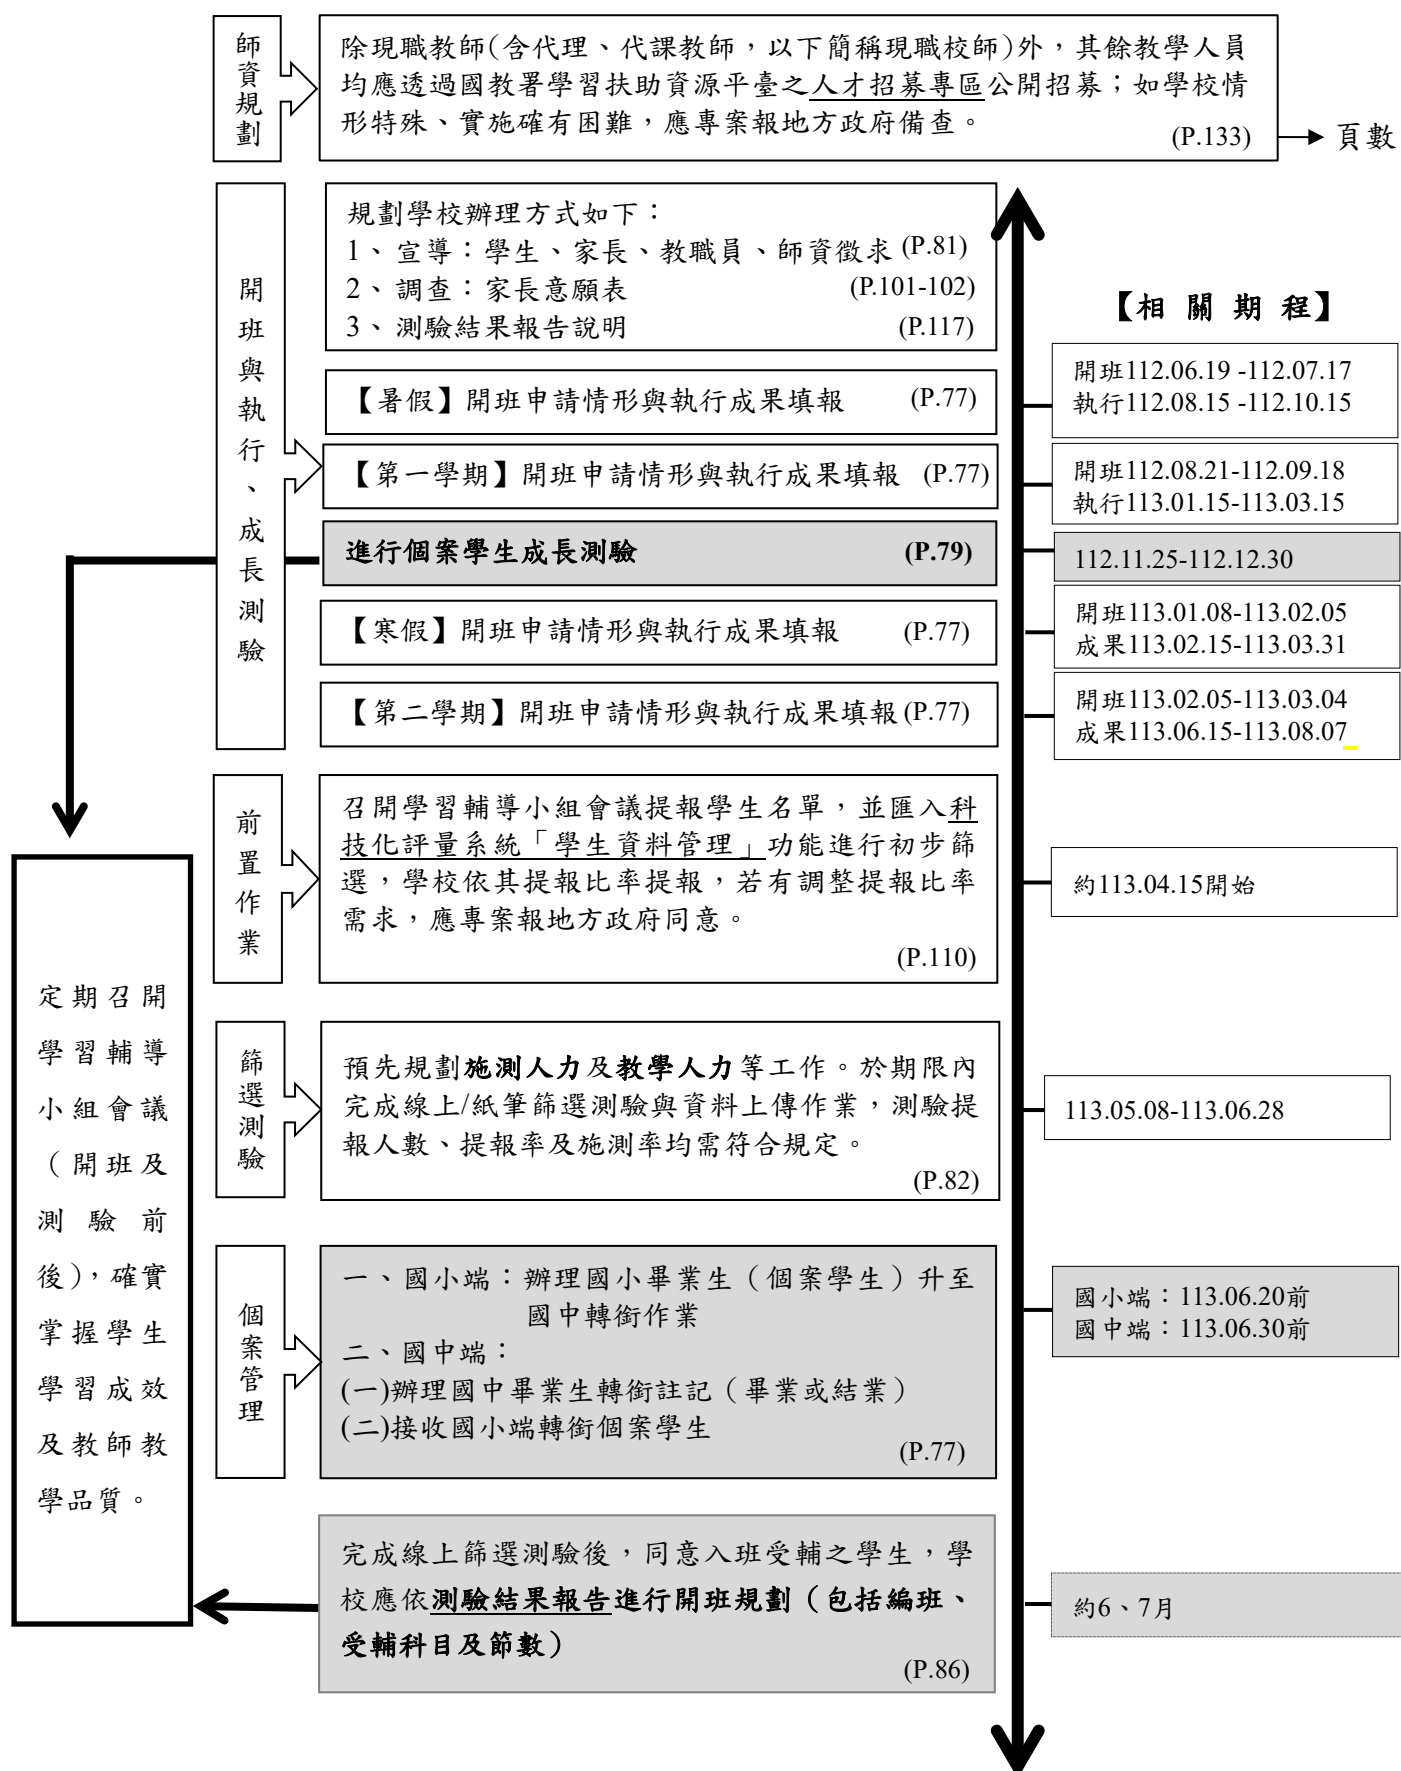 師資規劃
除現職教師(含代理、代課教師，以下簡稱現職校師)外，其餘教學人員
均應透過國教署學習扶助資源平臺之人才招募專區公開招募；如學校情
形特殊、實施確有困難，應專案報地方政府備查。
(P.133)
頁數
開班與執行、成長測驗
規劃學校辦理方式如下：
1、宣導：學生、家長、教職員、師資徵求 (P.81)
2、調查：家長意願表 (P.101-102)
3、測驗結果報告說明 (P.117)
【相 關 期 程】
【暑假】開班申請情形與執行成果填報 (P.77)
開班112.06.19 -112.07.17
執行112.08.15 -112.10.15
【第一學期】開班申請情形與執行成果填報 (P.77)
開班112.08.21-112.09.18
執行113.01.15-113.03.15
進行個案學生成長測驗 (P.79)
112.11.25-112.12.30
【寒假】開班申請情形與執行成果填報 (P.77)
開班113.01.08-113.02.05
成果113.02.15-113.03.31
【第二學期】開班申請情形與執行成果填報(P.77)
開班113.02.05-113.03.04
成果113.06.15-113.08.07
前置作業
召開學習輔導小組會議提報學生名單，並匯入科
技化評量系統「學生資料管理」功能進行初步篩
選，學校依其提報比率提報，若有調整提報比率
需求，應專案報地方政府同意。
(P.110)
約113.04.15開始
篩選測驗
預先規劃施測人力及教學人力等工作。於期限內
完成線上/紙筆篩選測驗與資料上傳作業，測驗提
報人數、提報率及施測率均需符合規定。
(P.82)
113.05.08-113.06.28
個案管理
一、國小端：辦理國小畢業生（個案學生）升至
國中轉銜作業
二、國中端：
(一)辦理國中畢業生轉銜註記（畢業或結業）
(二)接收國小端轉銜個案學生
(P.77)
國小端：113.06.20前
國中端：113.06.30前
完成線上篩選測驗後，同意入班受輔之學生，學
校應依測驗結果報告進行開班規劃（包括編班、
受輔科目及節數）
(P.86)
約6、7月
定期召開
學習輔導
小組會議
（開班及
測驗前
後），確實
掌握學生
學習成效
及教師教
學品質。